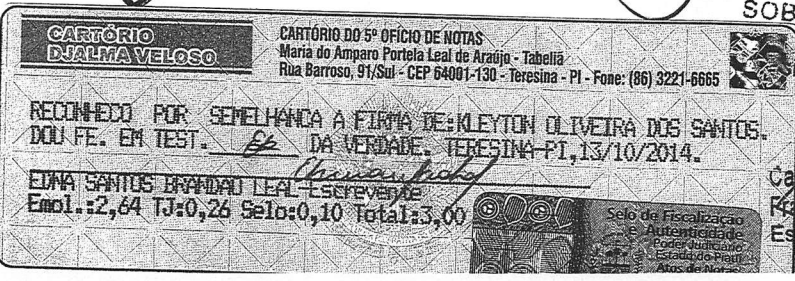 SOB
CARTÓRIO
DJALMA VELOSO
CARTÓRIO DO 5º OFÍCIO DE NOTAS
Maria do Amparo Portela Leal de Araújo - Tabeliã
Rua Barroso, 91/Sul - CEP 64001-130 - Teresina - PI - Fone: (86) 3221-6665
RECONHECO POR SEMELHANCA A FIRMA DE:KLEYTON OLIVEIRA DOS SANTOS.
DOU FE. EM TEST. DA VERDADE. TERESINA-PI,13/10/2014.
EDNA SANTOS BRANDAO LEAL-Escrevente
Emol.:2,64 TJ:0,26 Selo:0,10 Total:3,00
Selo de Fiscalização
e Autenticidade
Poder Judiciário
Estado do Piauí
Atos de Notas
Ca
Es